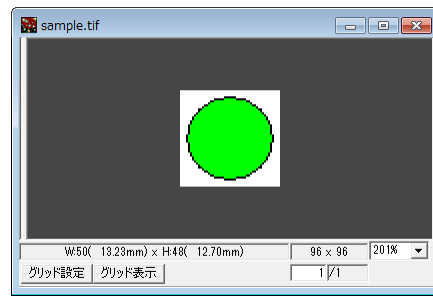 sample.tif
W:50( 13.23mm) x H:48( 12.70mm) 96 x 96 201%
グリッド設定 グリッド表示 1 /1